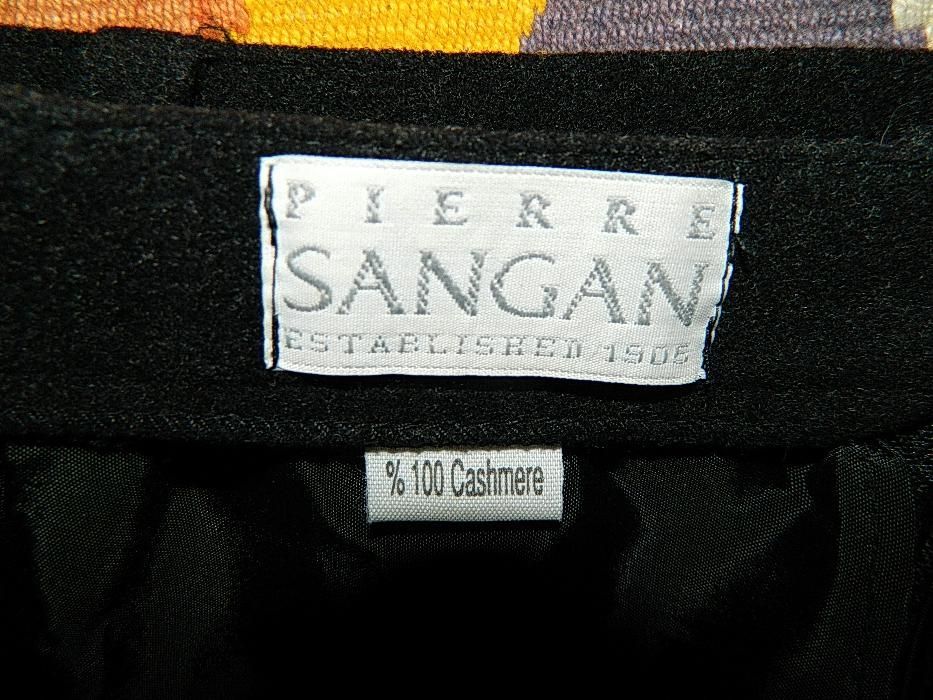 PIERRE
SANGAN
ESTABLISHED 1906
% 100 Cashmere